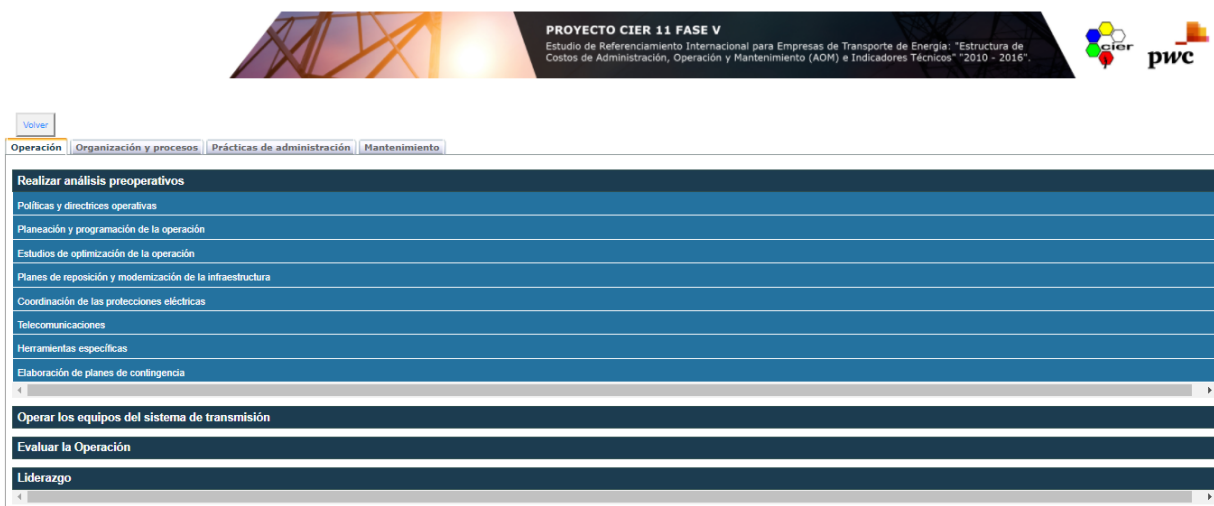 PROYECTO CIER 11 FASE V
Estudio de Referenciamiento Internacional para Empresas de Transporte de Energía: "Estructura de
Costos de Administración, Operación y Mantenimiento (AOM) e Indicadores Técnicos" "2010 - 2016".
cier
pwc
Volver
Operación Organización y procesos Prácticas de administración Mantenimiento
Realizar análisis preoperativos
Políticas y directrices operativas
Planeación y programación de la operación
Estudios de optimización de la operación
Planes de reposición y modernización de la infraestructura
Coordinación de las protecciones eléctricas
Telecomunicaciones
Herramientas específicas
Elaboración de planes de contingencia
Operar los equipos del sistema de transmisión
Evaluar la Operación
Liderazgo